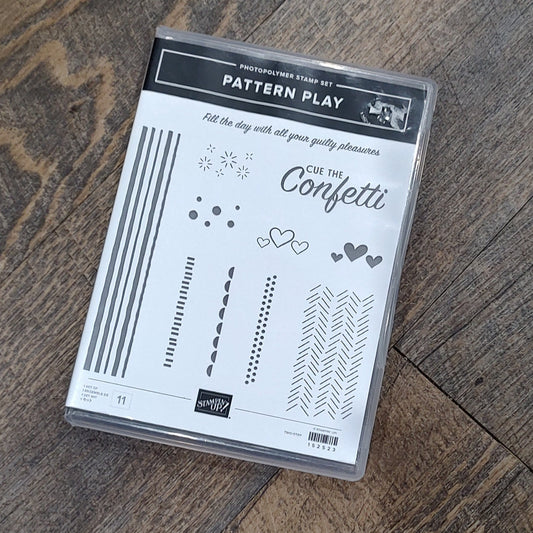 PHOTOPOLYMER STAMP SET
PATTERN PLAY
Fill the day with all your guilty pleasures
CUE THE
Confetti
11
STAMPIN' UP!
152523